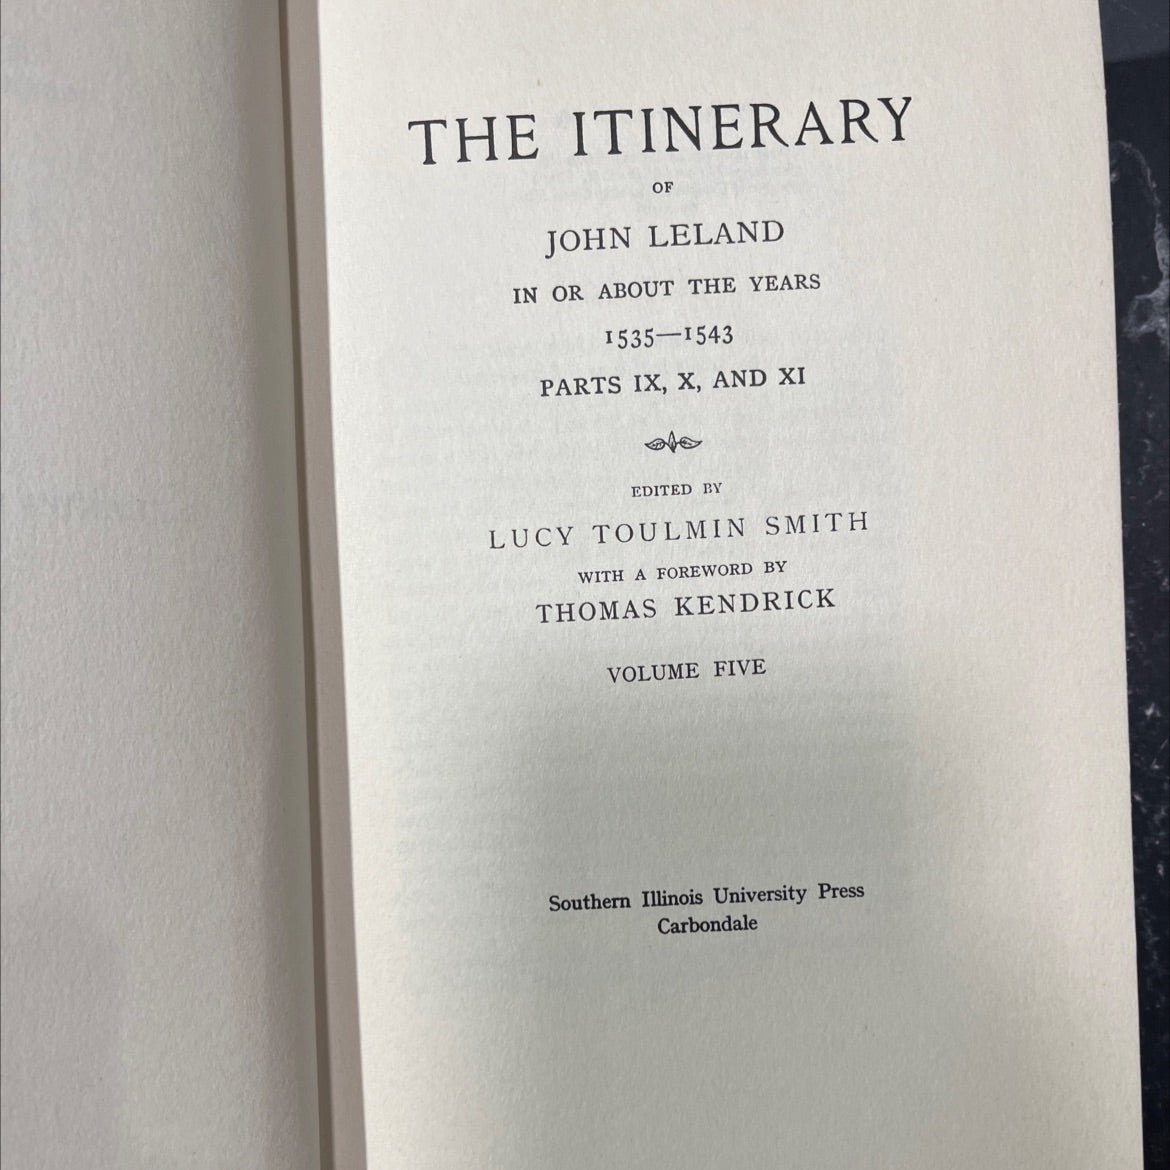 THE ITINERARY
OF
JOHN LELAND
IN OR ABOUT THE YEARS
1535—1543
PARTS IX, X, AND XI
EDITED BY
LUCY TOULMIN SMITH
WITH A FOREWORD BY
THOMAS KENDRICK
VOLUME FIVE
Southern Illinois University Press
Carbondale